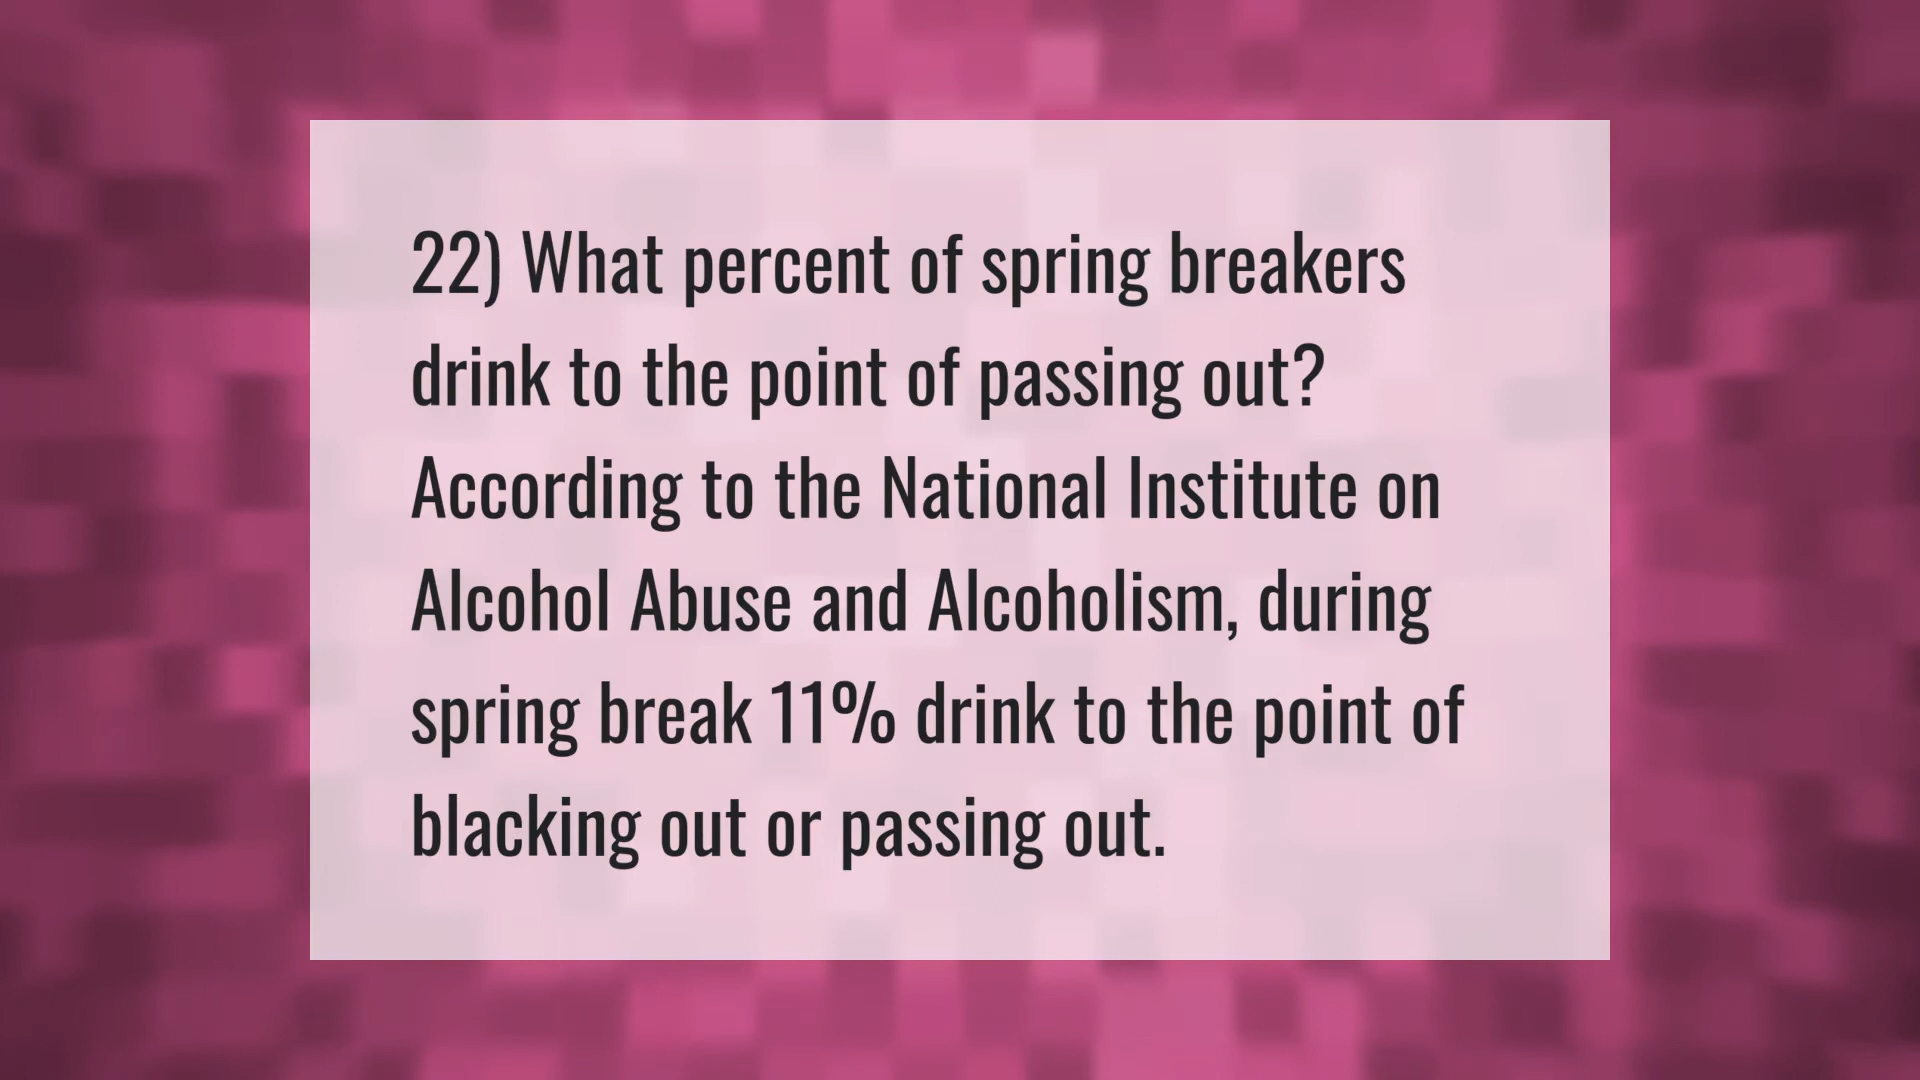 22) What percent of spring breakers
drink to the point of passing out?
According to the National Institute on
Alcohol Abuse and Alcoholism, during
spring break 11% drink to the point of
blacking out or passing out.